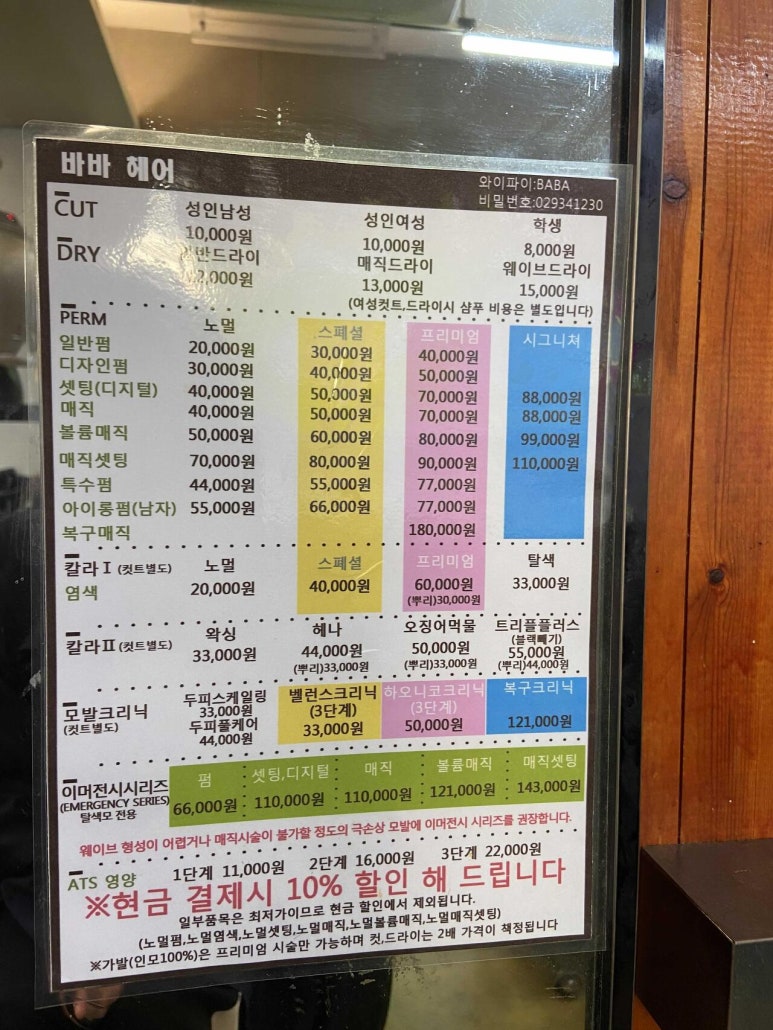 바바 헤어
와이파이:BABA
비밀번호:029341230
CUT 성인남성 성인여성 학생
10,000원 10,000원 8,000원
DRY 매직드라이 웨이브드라이
13,000원 15,000원
(여성컷트,드라이시 샴푸 비용은 별도입니다)
PERM 노멀 스페셜 프리미엄 시그니쳐
일반펌 20,000원 30,000원 40,000원
디자인펌 30,000원 40,000원 50,000원
셋팅(디지털) 40,000원 50,000원 70,000원 88,000원
매직 40,000원 50,000원 70,000원 88,000원
볼륨매직 50,000원 60,000원 80,000원 99,000원
매직셋팅 70,000원 80,000원 90,000원 110,000원
특수펌 44,000원 55,000원 77,000원
아이롱펌(남자) 55,000원 66,000원 77,000원
복구매직 180,000원
칼라Ⅰ (컷트별도) 노멀 스페셜 프리미엄 탈색
염색 20,000원 40,000원 60,000원 33,000원
(뿌리)30,000원
칼라Ⅱ (컷트별도) 왁싱 헤나 오징어먹물 트리플플러스
(블랙빼기)
33,000원 44,000원 50,000원 55,000원
(뿌리)33,000원 (뿌리)33,000원 (뿌리)44,000원
모발크리닉 두피스케일링 벨런스크리닉 하오니코크리닉 복구크리닉
(컷트별도) 33,000원 (3단계) (3단계)
두피풀케어 33,000원 50,000원 121,000원
44,000원
이머전시시리즈 펌 셋팅,디지털 매직 볼륨매직 매직셋팅
(EMERGENCY SERIES) 66,000원 110,000원 110,000원 121,000원 143,000원
탈색모 전용
웨이브 형성이 어렵거나 매직시술이 불가할 정도의 극손상 모발에 이머전시 시리즈를 권장합니다.
ATS 영양 1단계 11,000원 2단계 16,000원 3단계 22,000원
※현금 결제시 10% 할인 해 드립니다
일부품목은 최저가이므로 현금 할인에서 제외됩니다.
(노멀펌,노멀염색,노멀셋팅,노멀매직,노멀볼륨매직,노멀매직셋팅)
※가발(인모100%)은 프리미엄 시술만 가능하며 컷,드라이는 2배 가격이 책정됩니다